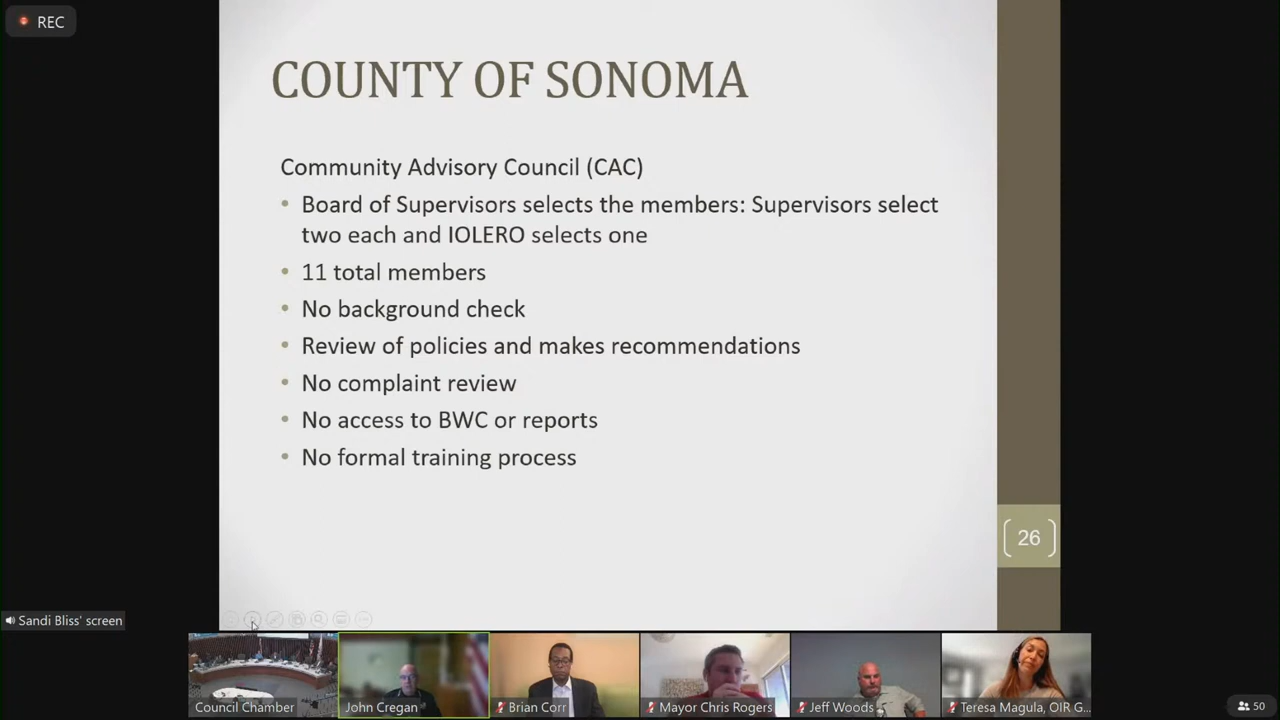 REC
COUNTY OF SONOMA
Community Advisory Council (CAC)
• Board of Supervisors selects the members: Supervisors select
two each and IOLERO selects one
• 11 total members
• No background check
• Review of policies and makes recommendations
• No complaint review
• No access to BWC or reports
• No formal training process
26
Sandi Bliss' screen
Council Chamber
John Cregan
Brian Corr
Mayor Chris Rogers
Jeff Woods
Teresa Magula, OIR G...
50